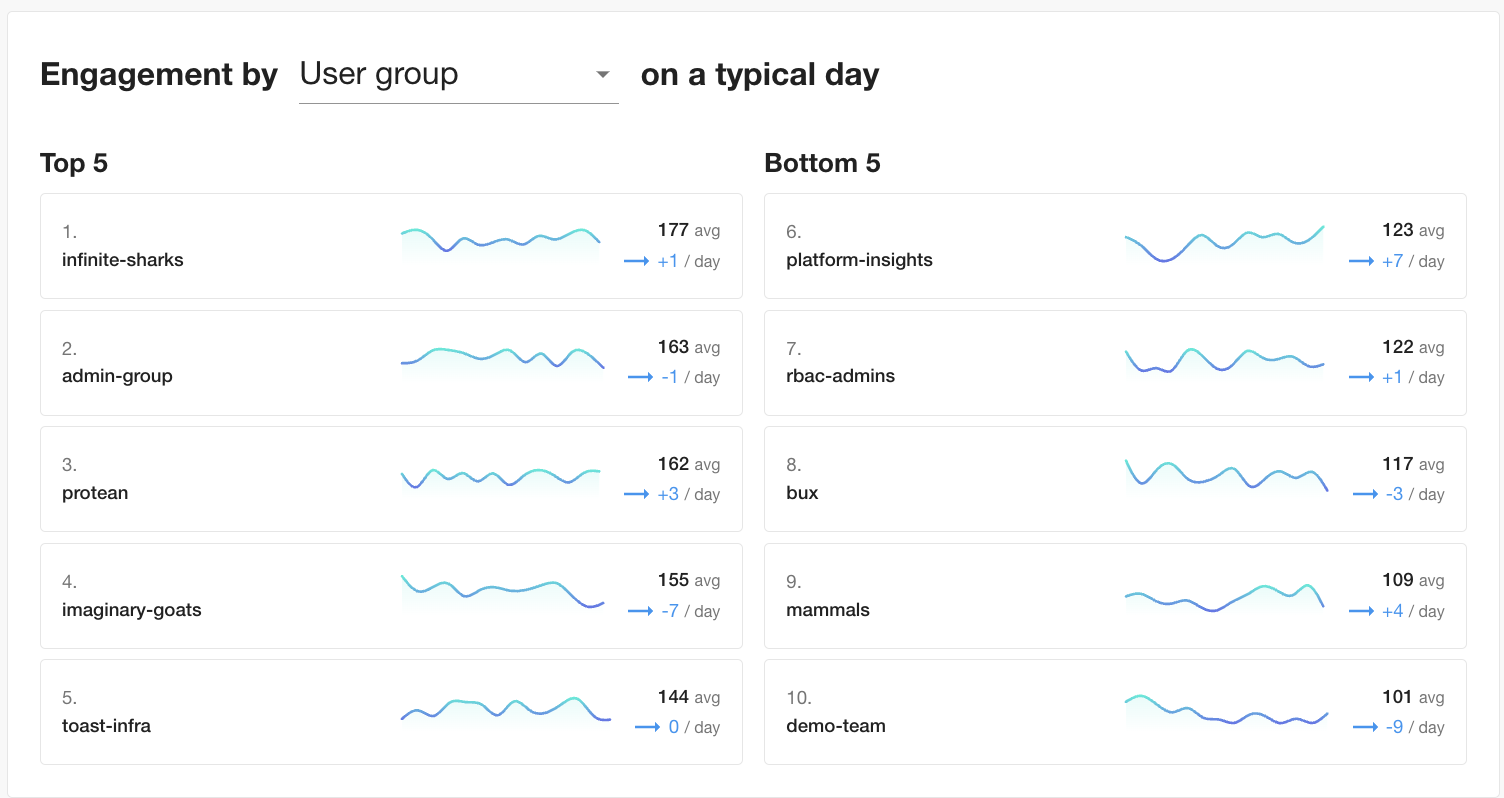 Engagement by User group on a typical day
Top 5
1.
infinite-sharks
177 avg
+1 / day
2.
admin-group
163 avg
-1 / day
3.
protean
162 avg
+3 / day
4.
imaginary-goats
155 avg
-7 / day
5.
toast-infra
144 avg
0 / day
Bottom 5
6.
platform-insights
123 avg
+7 / day
7.
rbac-admins
122 avg
+1 / day
8.
bux
117 avg
-3 / day
9.
mammals
109 avg
+4 / day
10.
demo-team
101 avg
-9 / day